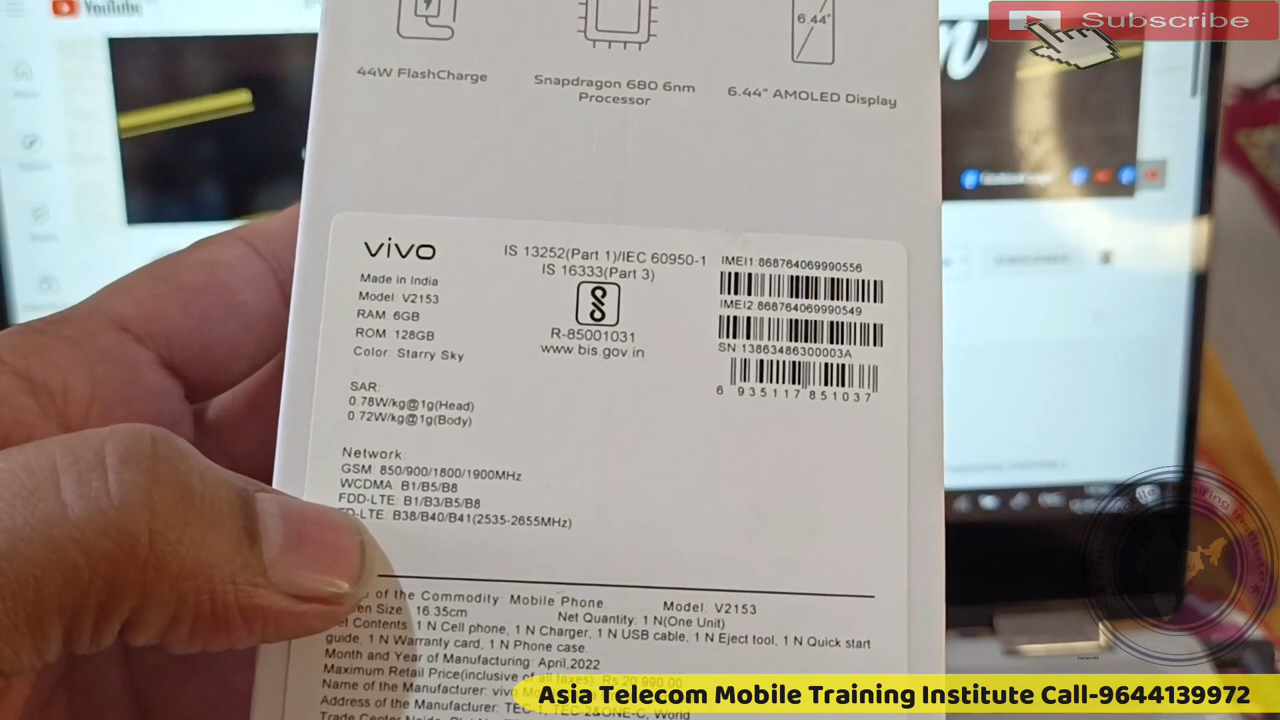 YouTube
Subscribe
6.44"
44W FlashCharge
Snapdragon 680 6nm
Processor
6.44" AMOLED Display
vivo
Made in India
Model: V2153
RAM: 6GB
ROM: 128GB
Color: Starry Sky
IS 13252(Part 1)/IEC 60950-1
IS 16333(Part 3)
R-85001031
www.bis.gov.in
IMEI1:868764069990556
IMEI2:868764069990549
SN:13863486300003A
6 935117 851037
SAR:
0.78W/kg@1g(Head)
0.72W/kg@1g(Body)
Network:
GSM: 850/900/1800/1900MHz
WCDMA: B1/B5/B8
FDD-LTE: B1/B3/B5/B8
D-LTE: B38/B40/B41(2535-2655MHz)
of the Commodity: Mobile Phone. Model: V2153
Size: 16.35cm Net Quantity: 1 N(One Unit)
Contents: 1 N Cell phone, 1 N Charger, 1 N USB cable, 1 N Eject tool, 1 N Quick start
guide, 1 N Warranty card, 1 N Phone case.
Month and Year of Manufacturing: April,2022
Maximum Retail Price(inclusive of all taxes): Rs 20,990.00
Name of the Manufacturer: vivo
Address of the Manufacturer: TEC-1, TEC-2&ONE-C, World
Asia Telecom Mobile Training Institute Call-9644139972